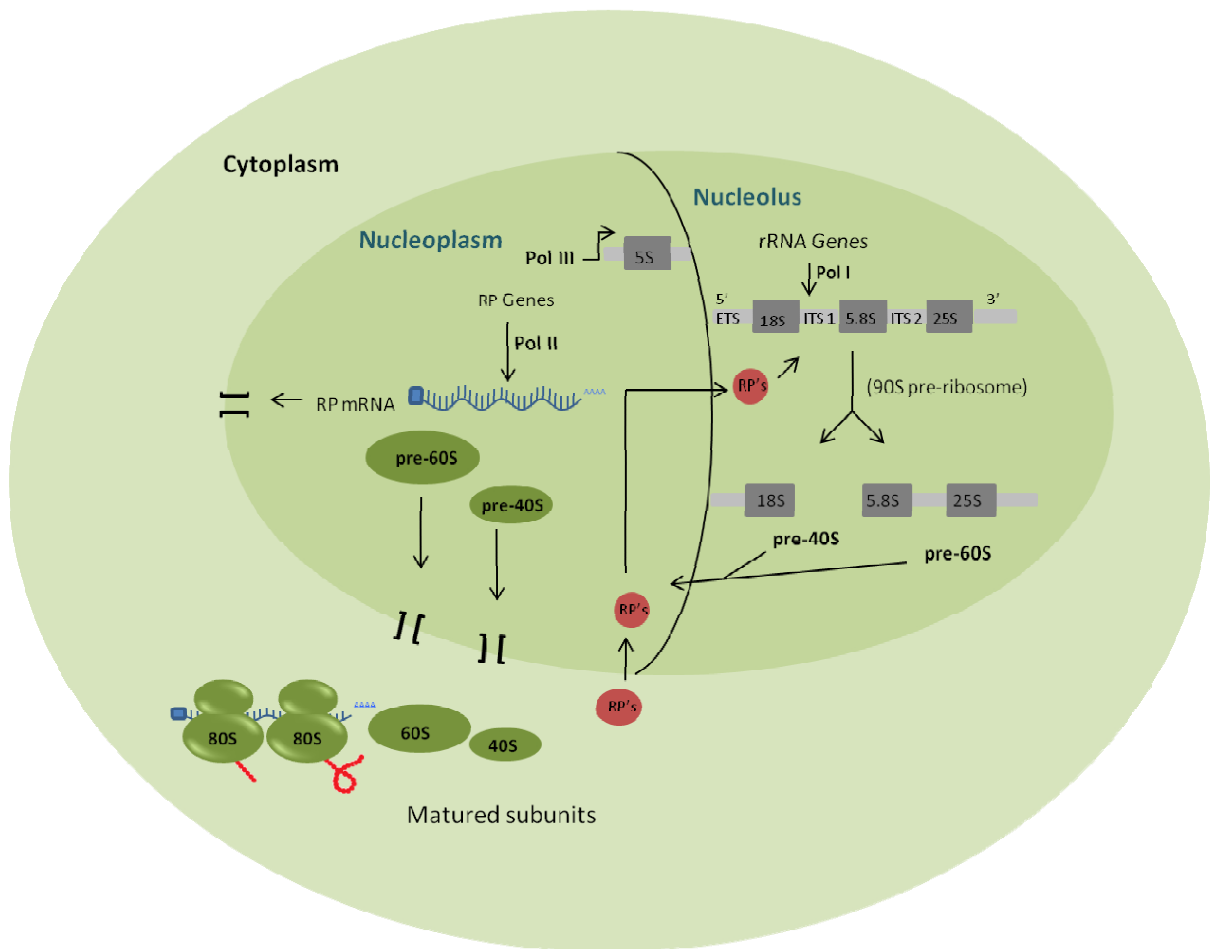 Cytoplasm
Nucleolus
Nucleoplasm
rRNA Genes
Pol III
5S
Pol I
RP Genes
5’
3’
ETS
18S
ITS 1
5.8S
ITS 2
25S
Pol II
RP’s
(90S pre-ribosome)
RP mRNA
AAAA
pre-60S
pre-40S
18S
5.8S
25S
pre-40S
pre-60S
RP’s
RP’s
aaaa
80S
80S
60S
40S
Matured subunits